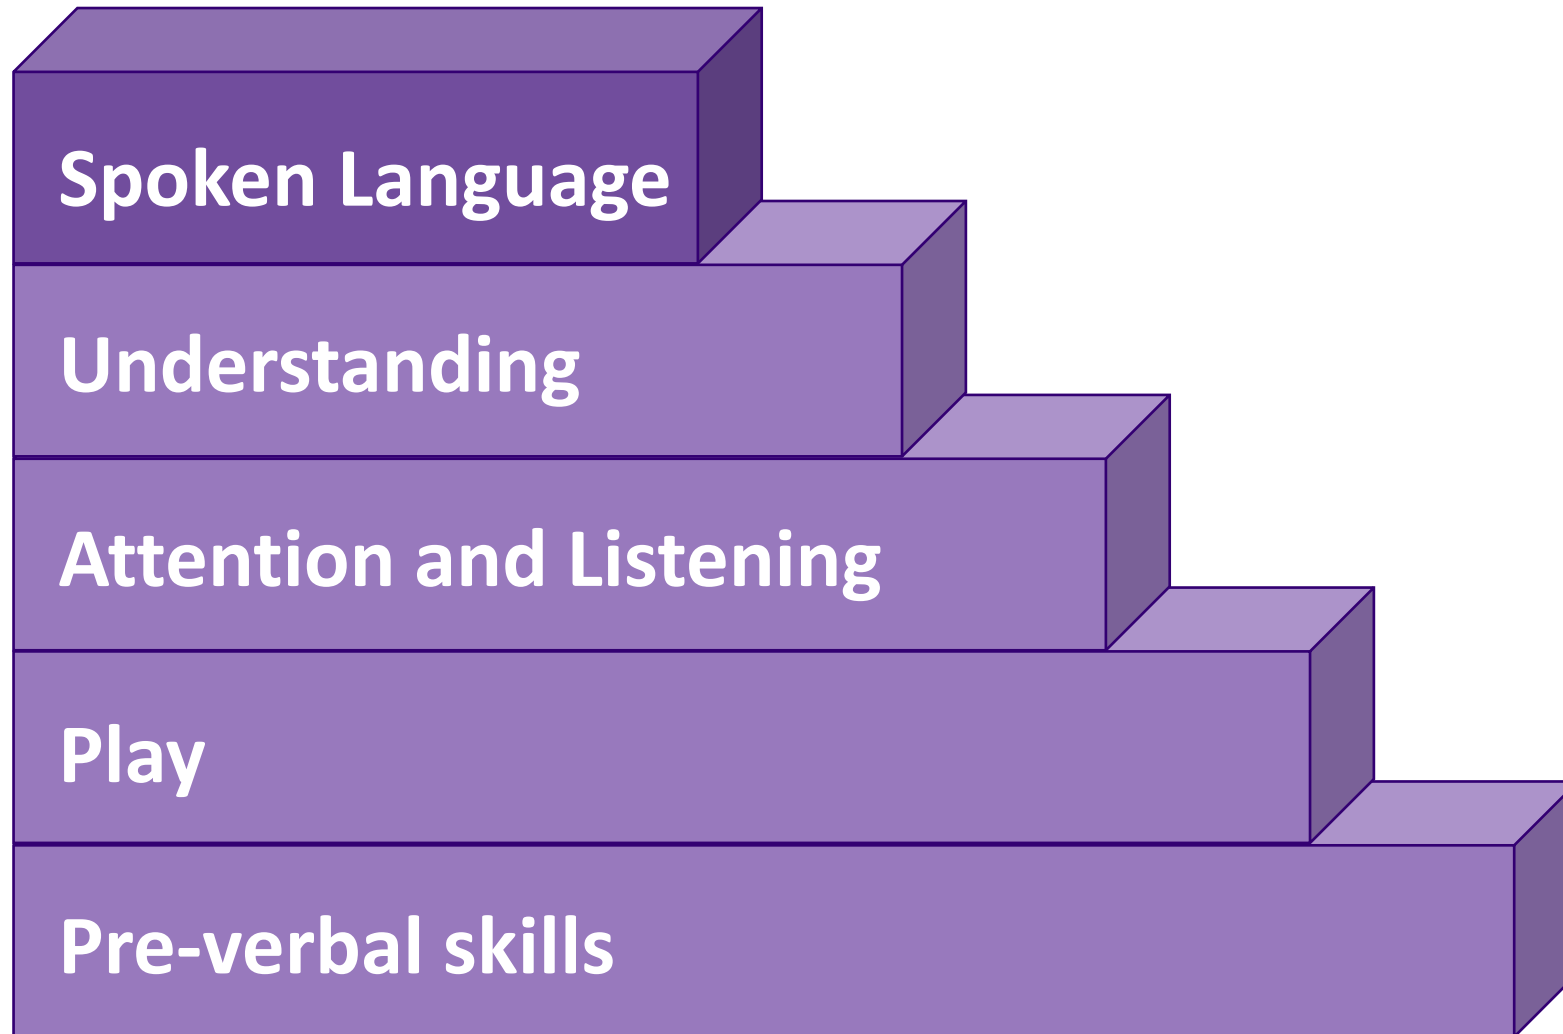 Spoken Language
Understanding
Attention and Listening
Play
Pre-verbal skills